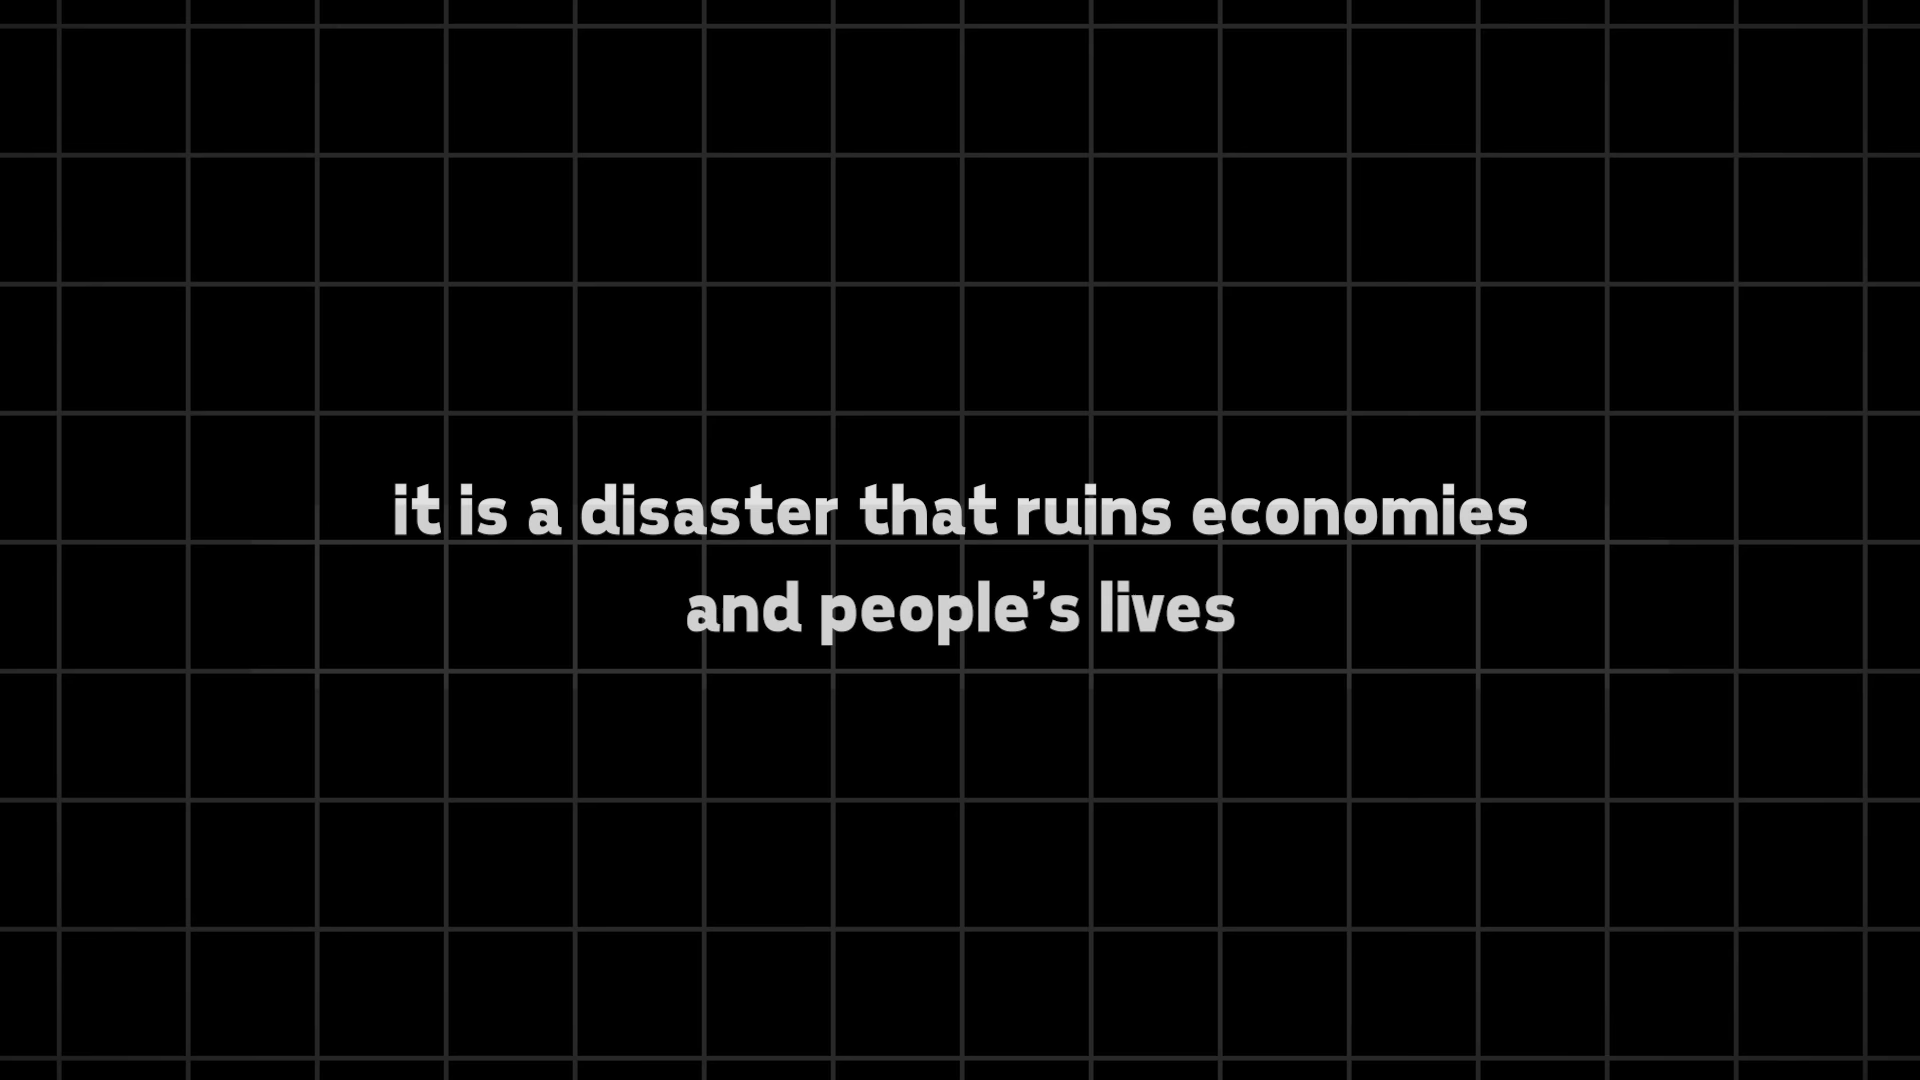 it is a disaster that ruins economies
and people's lives